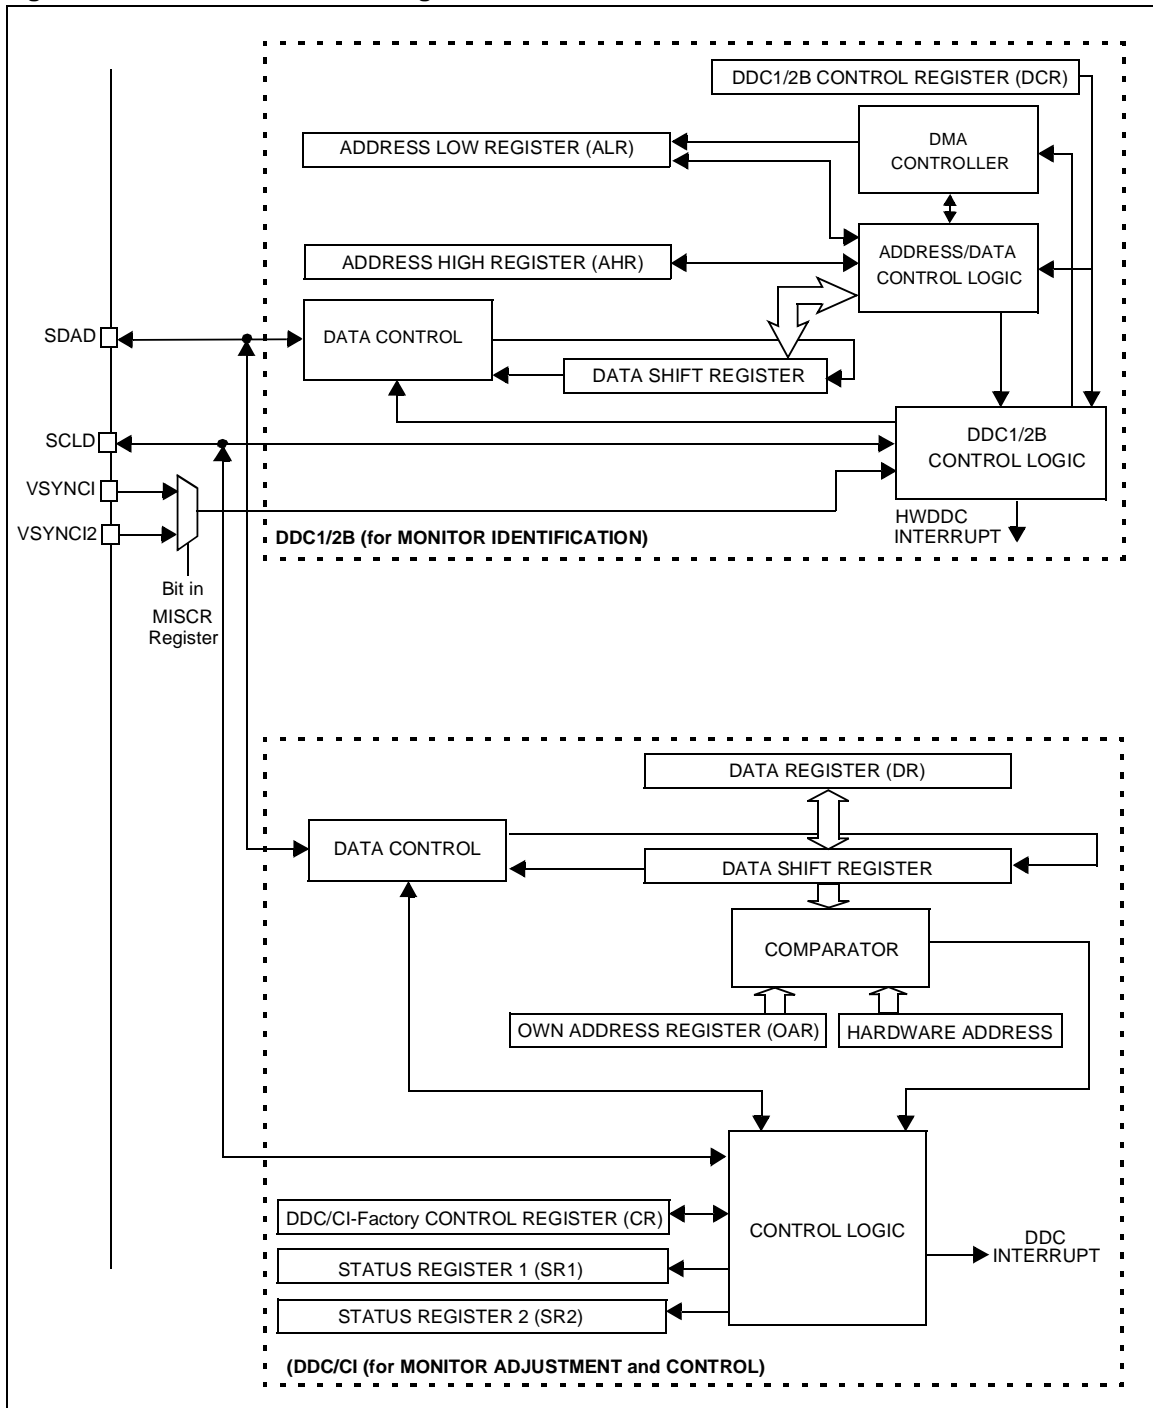 DDC1/2B CONTROL REGISTER (DCR)
ADDRESS LOW REGISTER (ALR)
DMA
CONTROLLER
ADDRESS HIGH REGISTER (AHR)
ADDRESS/DATA
CONTROL LOGIC
SDAD
DATA CONTROL
DATA SHIFT REGISTER
SCLD
DDC1/2B
CONTROL LOGIC
VSYNCI
VSYNCI2
HWDDC
INTERRUPT
DDC1/2B (for MONITOR IDENTIFICATION)
Bit in
MISCR
Register
DATA REGISTER (DR)
DATA CONTROL
DATA SHIFT REGISTER
COMPARATOR
OWN ADDRESS REGISTER (OAR)
HARDWARE ADDRESS
DDC/CI-Factory CONTROL REGISTER (CR)
CONTROL LOGIC
DDC
INTERRUPT
STATUS REGISTER 1 (SR1)
STATUS REGISTER 2 (SR2)
(DDC/CI (for MONITOR ADJUSTMENT and CONTROL)